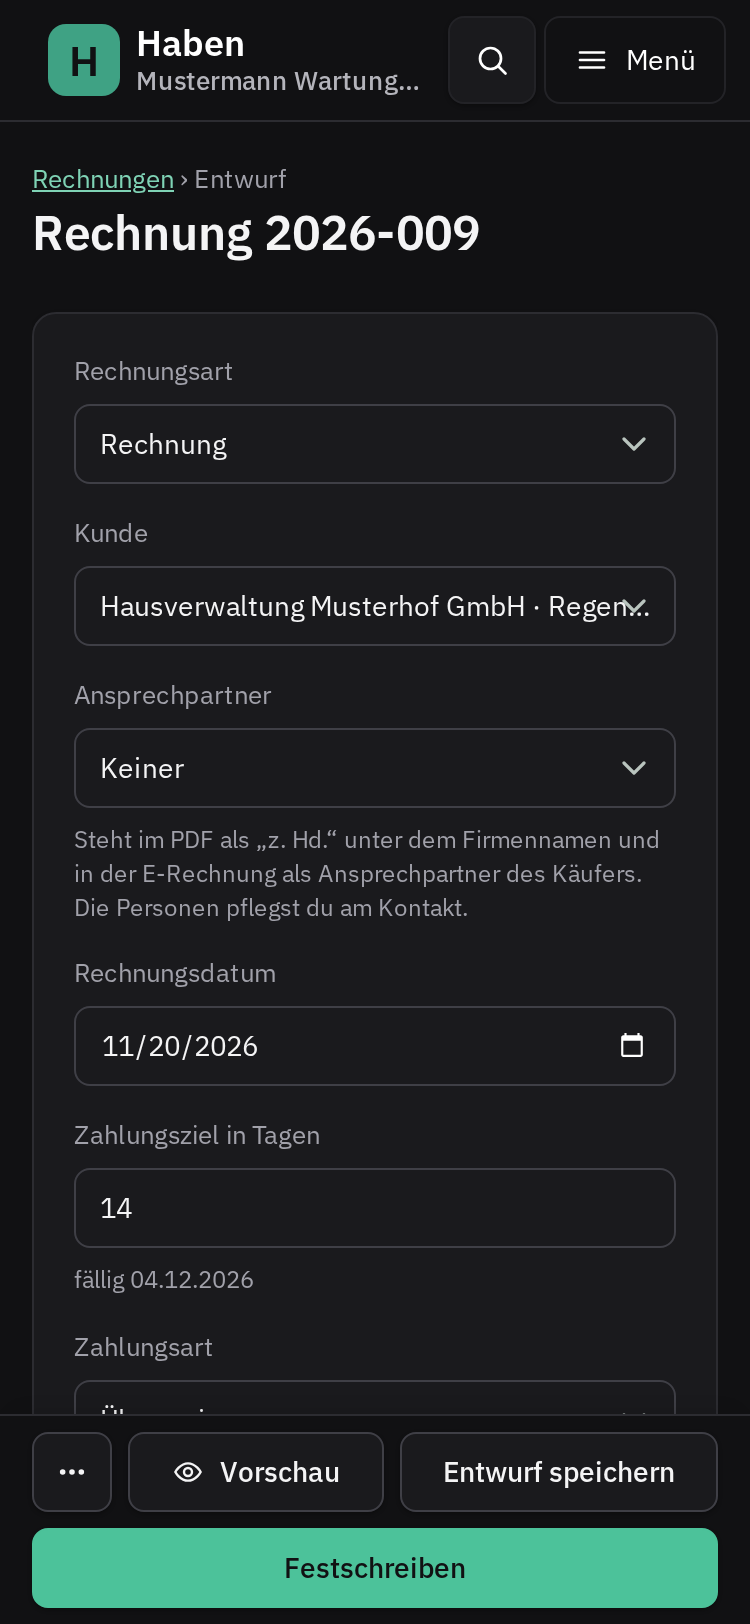 H
Haben
Mustermann Wartung...
Menü
Rechnungen › Entwurf
Rechnung 2026-009
Rechnungsart
Rechnung
Kunde
Hausverwaltung Musterhof GmbH · Regen...
Ansprechpartner
Keiner
Steht im PDF als „z. Hd.“ unter dem Firmennamen und
in der E-Rechnung als Ansprechpartner des Käufers.
Die Personen pflegst du am Kontakt.
Rechnungsdatum
11/20/2026
Zahlungsziel in Tagen
14
fällig 04.12.2026
Zahlungsart
Vorschau
Entwurf speichern
Festschreiben